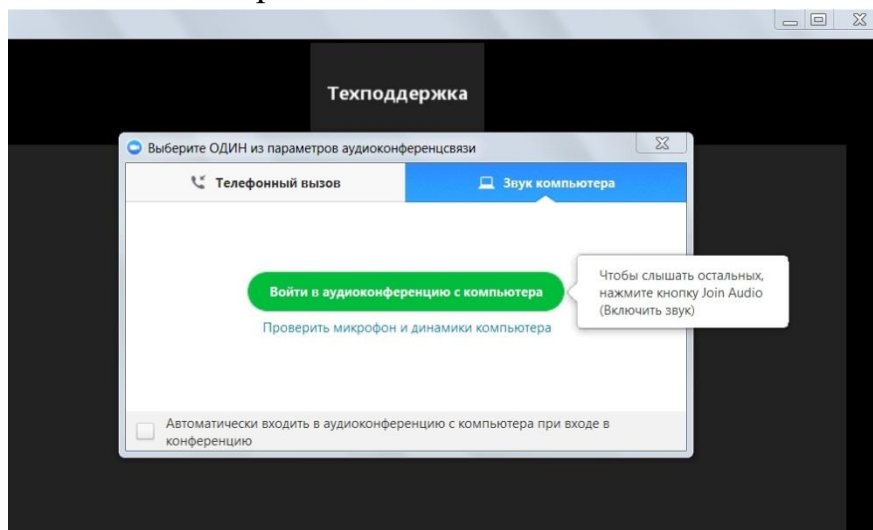 Техподдержка
Выберите ОДИН из параметров аудиоконференцсвязи
Телефонный вызов
Звук компьютера
Войти в аудиоконференцию с компьютера
Чтобы слышать остальных,
нажмите кнопку Join Audio
(Включить звук)
Проверить микрофон и динамики компьютера
Автоматически входить в аудиоконференцию с компьютера при входе в
конференцию